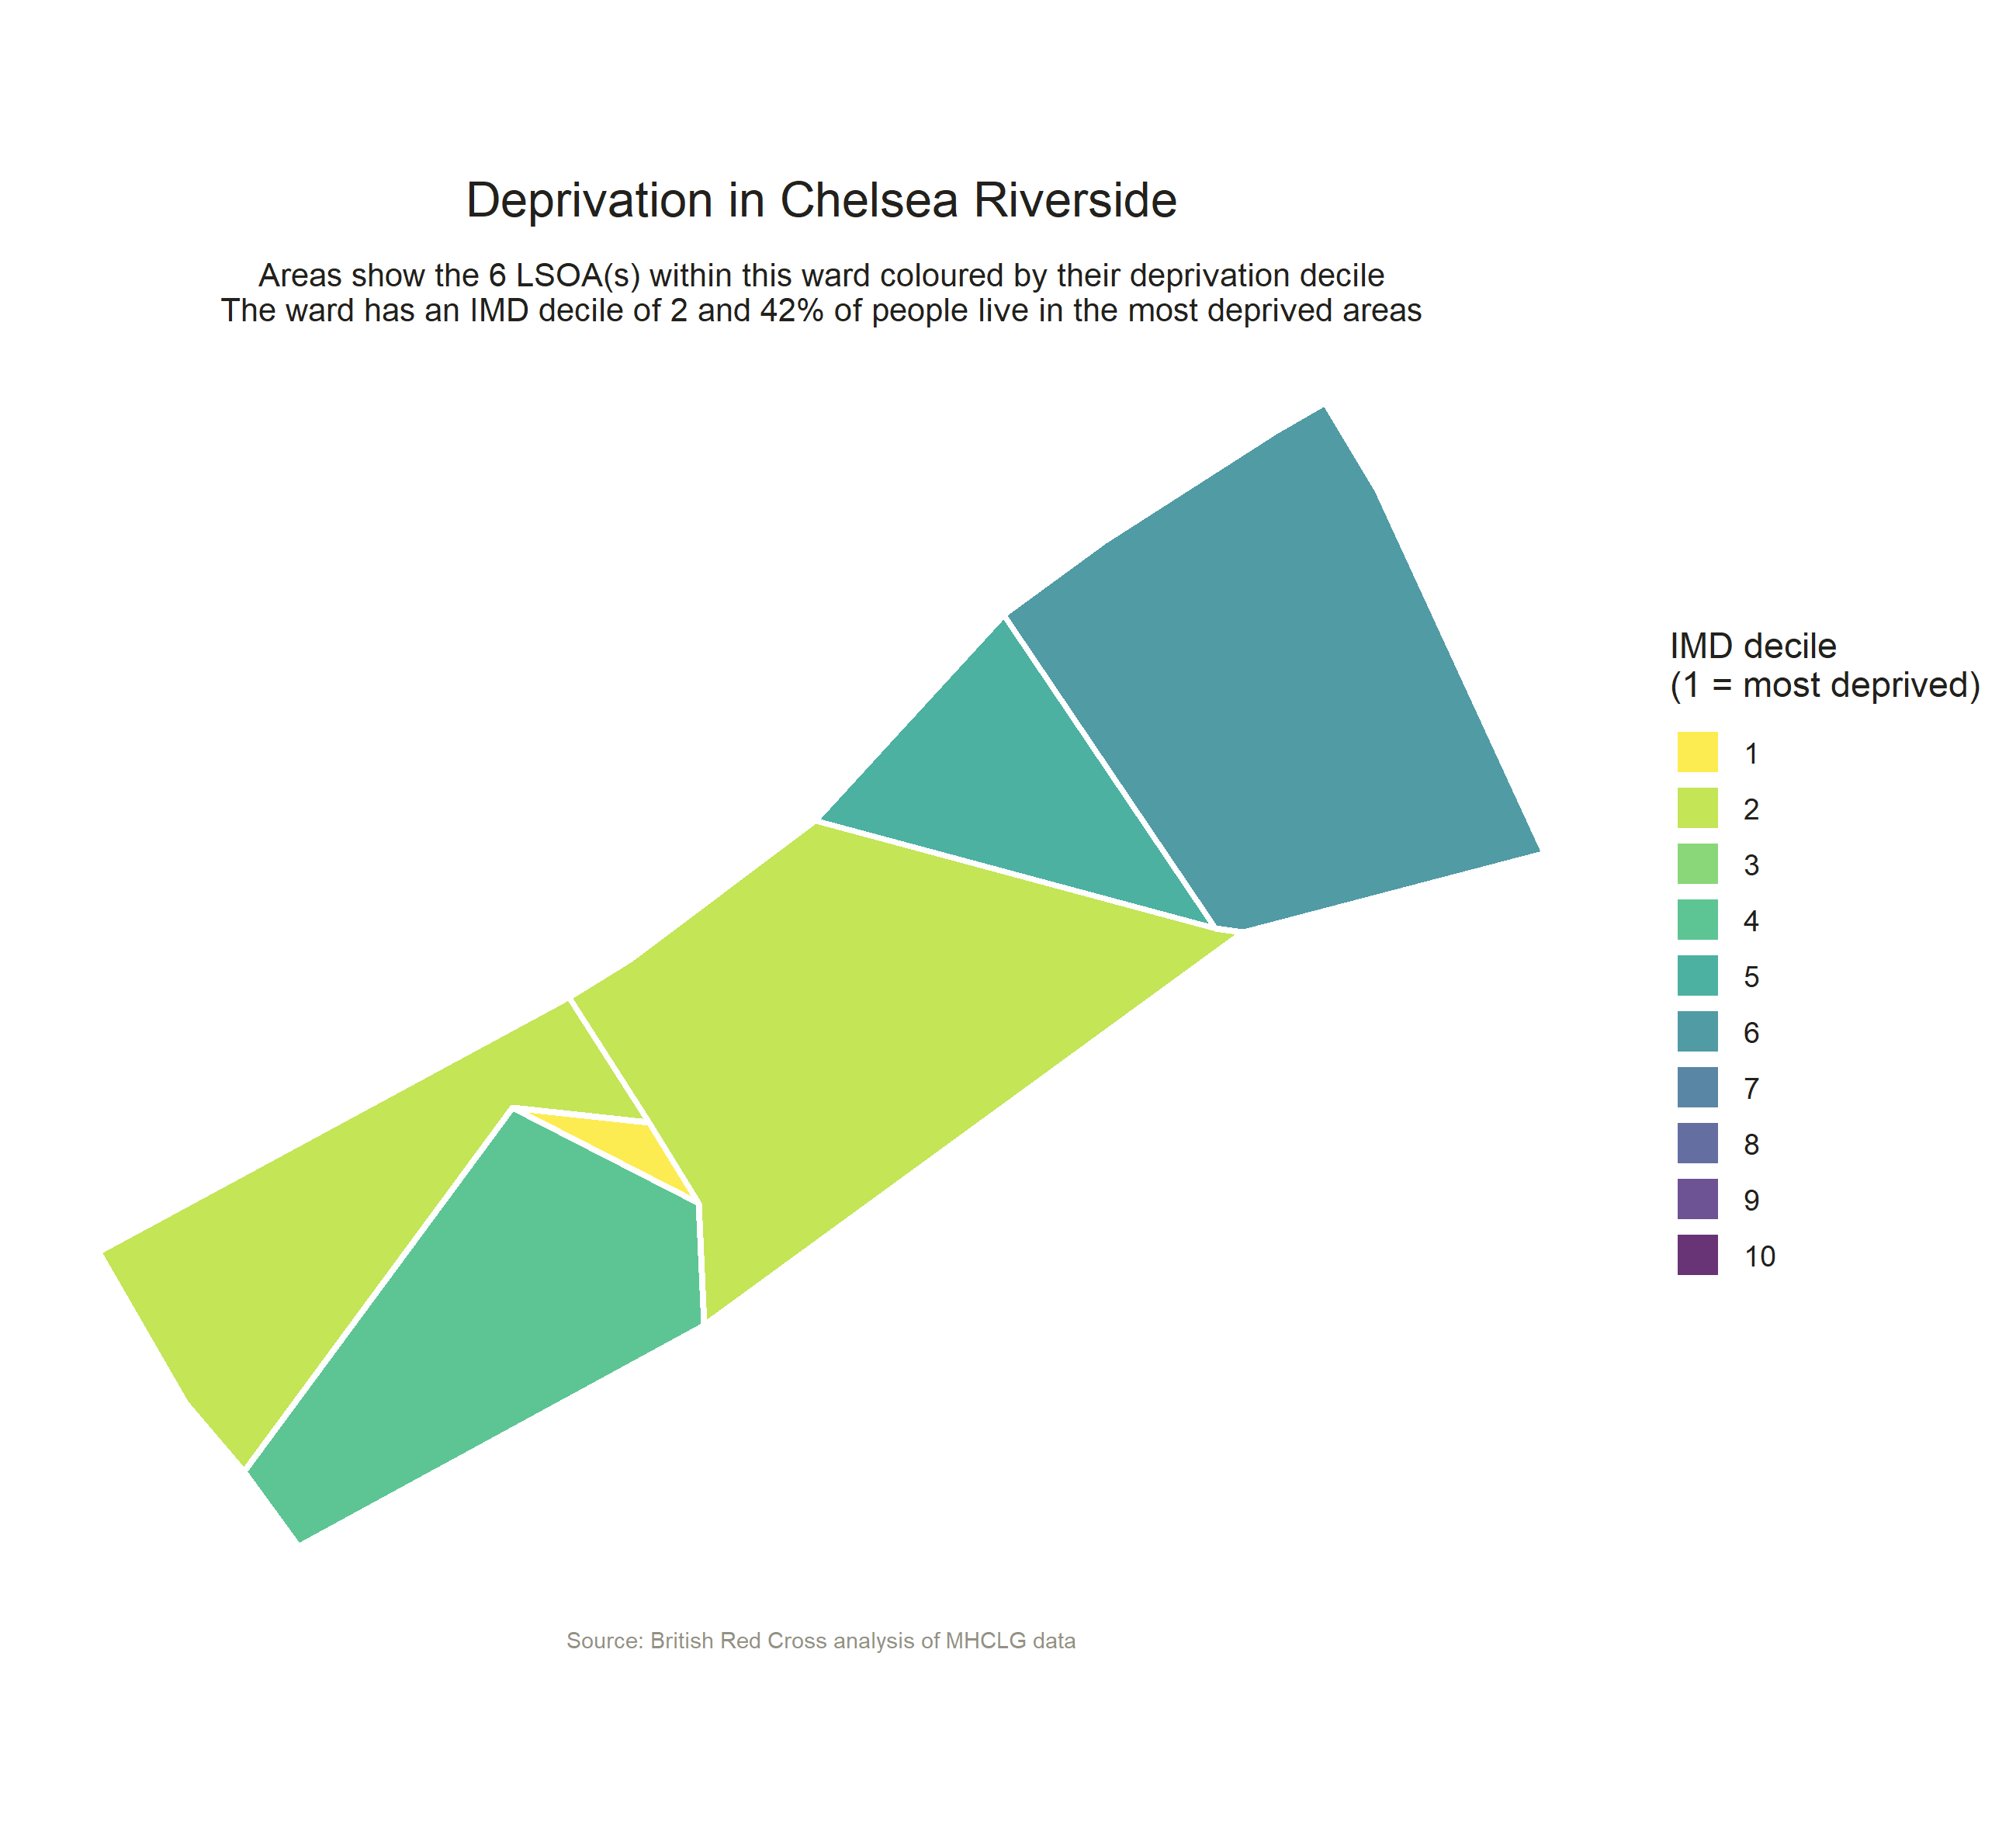 Deprivation in Chelsea Riverside
Areas show the 6 LSOA(s) within this ward coloured by their deprivation decile
The ward has an IMD decile of 2 and 42% of people live in the most deprived areas
IMD decile
(1 = most deprived)
1
2
3
4
5
6
7
8
9
10
Source: British Red Cross analysis of MHCLG data